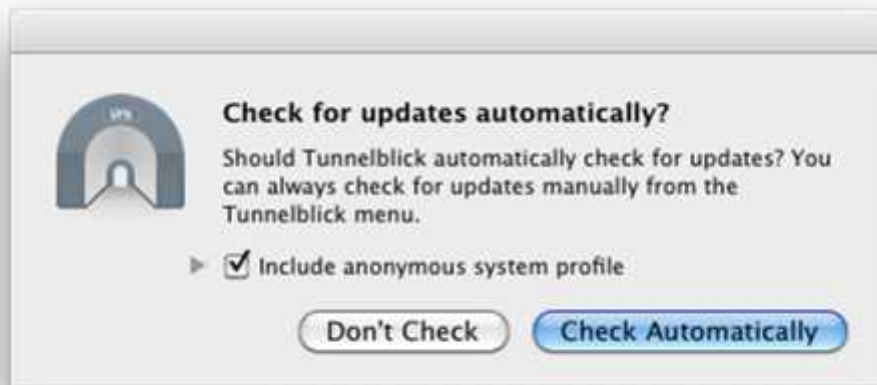 Check for updates automatically?
Should Tunnelblick automatically check for updates? You
can always check for updates manually from the
Tunnelblick menu.
Include anonymous system profile
Don't Check
Check Automatically